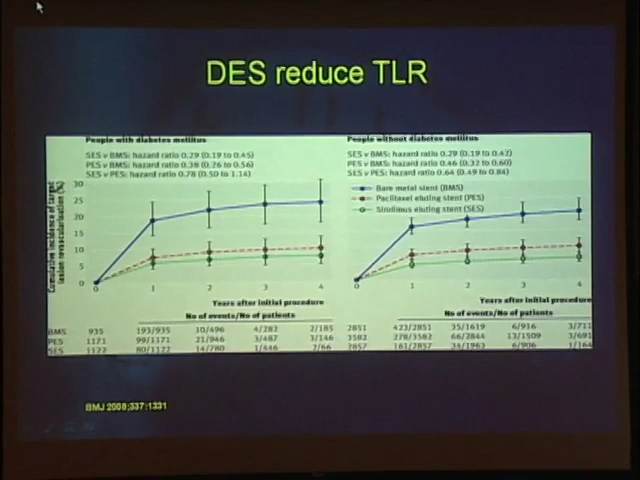 DES reduce TLR
People with diabetes mellitus
SES v BMS: hazard ratio 0.29 (0.19 to 0.45)
PES v BMS: hazard ratio 0.38 (0.26 to 0.56)
SES v PES: hazard ratio 0.78 (0.50 to 1.14)
Cumulative incidence of target
lesion revascularisation (%)
30
25
20
15
10
5
0
0 1 2 3 4
Years after initial procedure
No of events/No of patients
BMS 935 193/935 10/496 4/282 2/185
PES 1171 99/1171 21/946 3/487 3/146
SES 1122 80/1122 14/780 1/446 2/66
People without diabetes mellitus
SES v BMS: hazard ratio 0.29 (0.19 to 0.42)
PES v BMS: hazard ratio 0.46 (0.32 to 0.60)
SES v PES: hazard ratio 0.64 (0.49 to 0.84)
Bare metal stent (BMS)
Paclitaxel eluting stent (PES)
Sirolimus eluting stent (SES)
0 1 2 3 4
Years after initial procedure
No of events/No of patients
2851 423/2851 35/1619 6/916 3/711
3582 278/3582 66/2844 13/1509 3/691
2857 161/2857 34/1963 6/906 1/164
BMJ 2008;337:1331